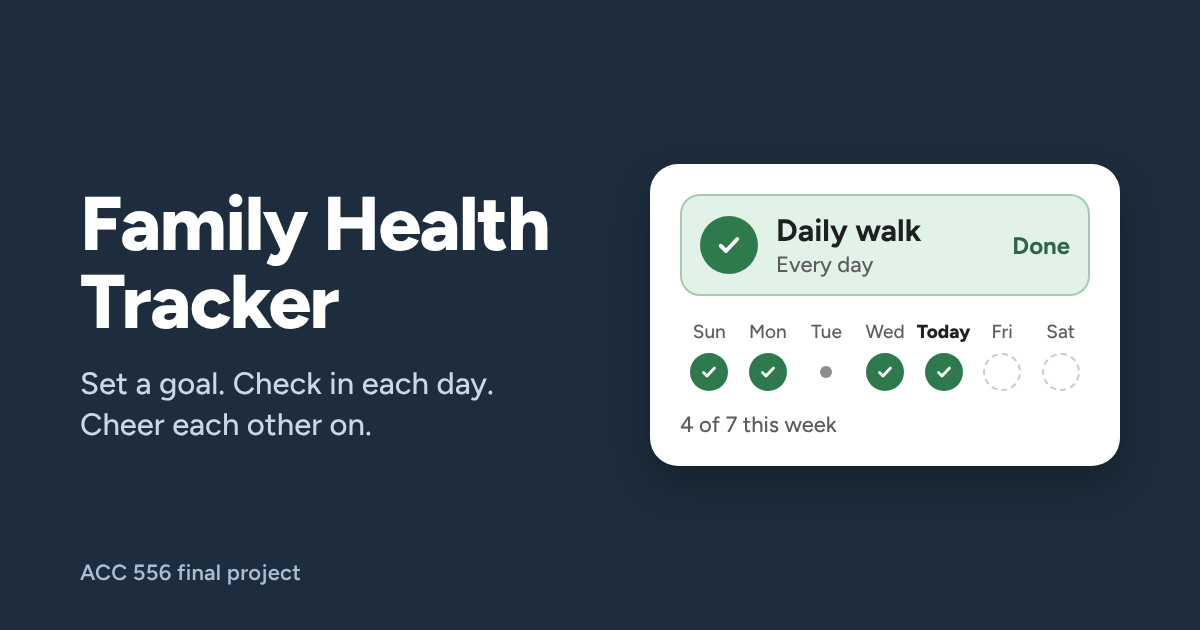 Family Health
Tracker
Set a goal. Check in each day.
Cheer each other on.
ACC 556 final project
Daily walk
Every day
Done
Sun Mon Tue Wed Today Fri Sat
4 of 7 this week